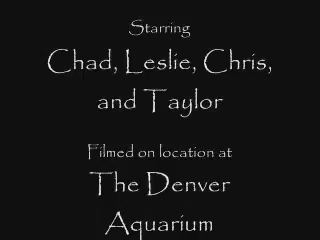 Starring
Chad, Leslie, Chris,
and Taylor
Filmed on location at
The Denver
Aquarium